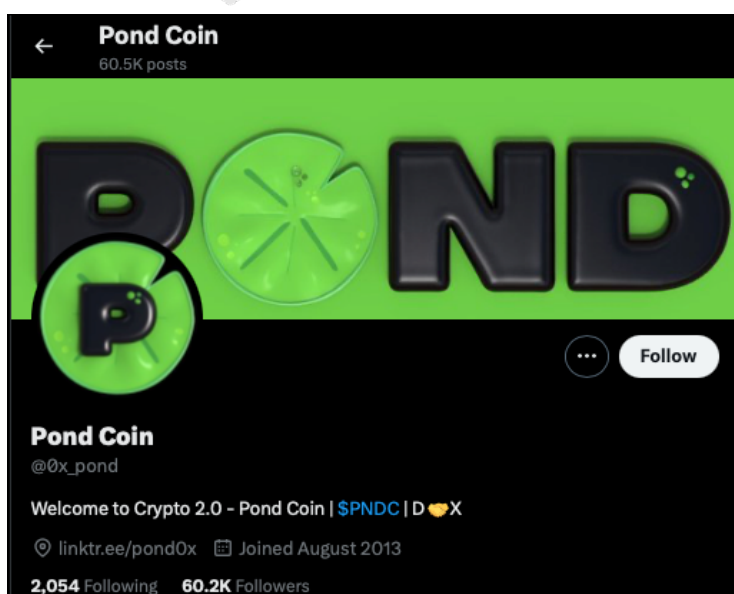 Pond Coin
60.5K posts
POND
P
Follow
Pond Coin
@0x_pond
Welcome to Crypto 2.0 - Pond Coin | $PNDC | D🤝X
linktr.ee/pond0x Joined August 2013
2,054 Following 60.2K Followers